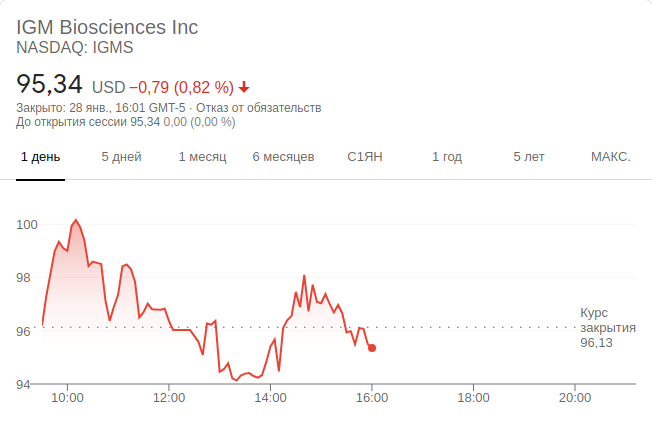 IGM Biosciences Inc
NASDAQ: IGMS
95,34 USD −0,79 (0,82 %)
Закрыто: 28 янв., 16:01 GMT-5 · Отказ от обязательств
До открытия сессии 95,34 0,00 (0,00 %)
1 день 5 дней 1 месяц 6 месяцев С1ЯН 1 год 5 лет МАКС.
100
98
96
94
Курс
закрытия
96,13
10:00 12:00 14:00 16:00 18:00 20:00